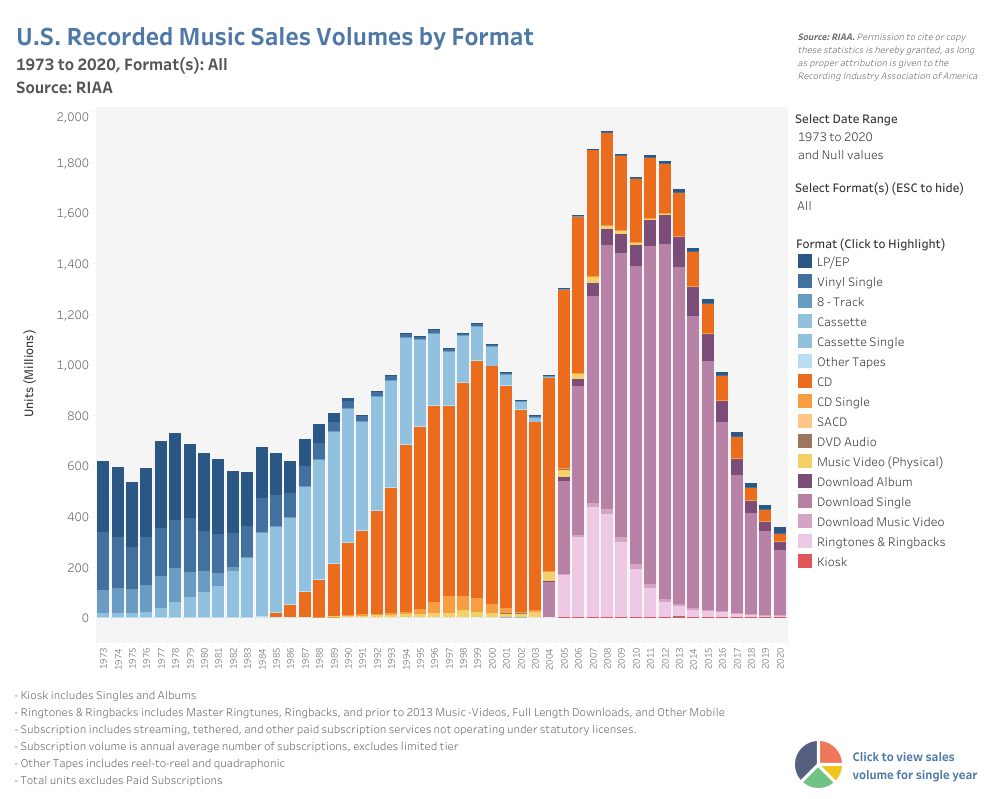 U.S. Recorded Music Sales Volumes by Format
1973 to 2020, Format(s): All
Source: RIAA
Source: RIAA. Permission to cite or copy
these statistics is hereby granted, as long
as proper attribution is given to the
Recording Industry Association of America
Units (Millions)
2,000
1,800
1,600
1,400
1,200
1,000
800
600
400
200
0
1973 1974 1975 1976 1977 1978 1979 1980 1981 1982 1983 1984 1985 1986 1987 1988 1989 1990 1991 1992 1993 1994 1995 1996 1997 1998 1999 2000 2001 2002 2003 2004 2005 2006 2007 2008 2009 2010 2011 2012 2013 2014 2015 2016 2017 2018 2019 2020
Select Date Range
1973 to 2020
and Null values
Select Format(s) (ESC to hide)
All
Format (Click to Highlight)
LP/EP
Vinyl Single
8 - Track
Cassette
Cassette Single
Other Tapes
CD
CD Single
SACD
DVD Audio
Music Video (Physical)
Download Album
Download Single
Download Music Video
Ringtones & Ringbacks
Kiosk
- Kiosk includes Singles and Albums
- Ringtones & Ringbacks includes Master Ringtunes, Ringbacks, and prior to 2013 Music -Videos, Full Length Downloads, and Other Mobile
- Subscription includes streaming, tethered, and other paid subscription services not operating under statutory licenses.
- Subscription volume is annual average number of subscriptions, excludes limited tier
- Other Tapes includes reel-to-reel and quadraphonic
- Total units excludes Paid Subscriptions
Click to view sales
volume for single year